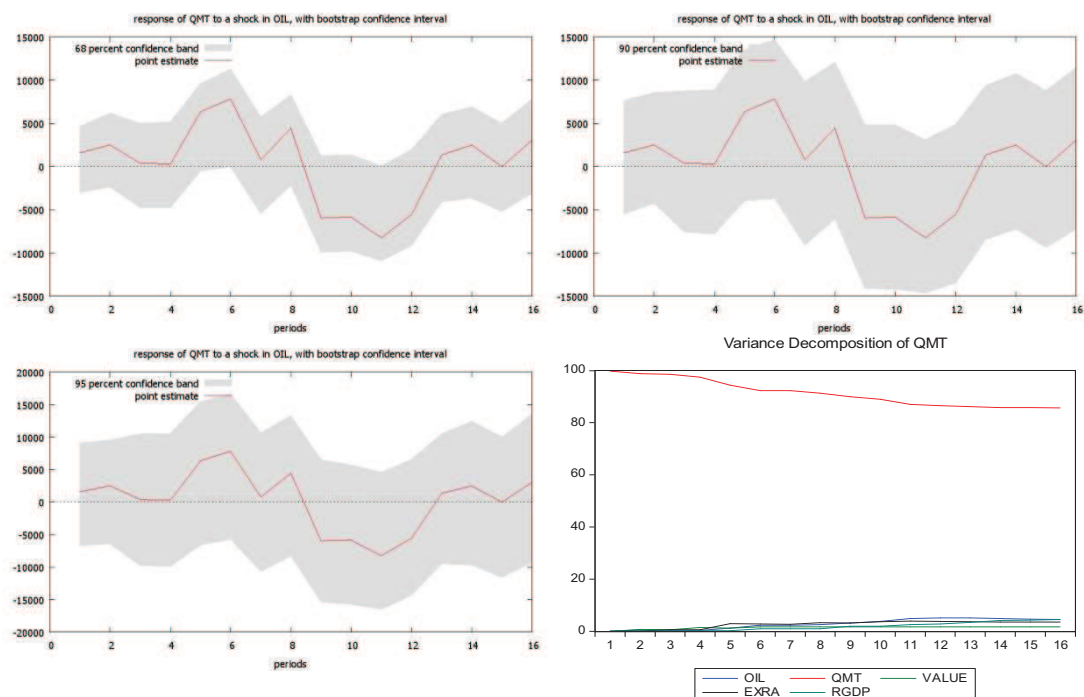 response of QMT to a shock in OIL, with bootstrap confidence interval
15000
10000
5000
0
-5000
-10000
-15000
68 percent confidence band
point estimate
0 2 4 6 8 10 12 14 16
periods
response of QMT to a shock in OIL, with bootstrap confidence interval
15000
10000
5000
0
-5000
-10000
-15000
90 percent confidence band
point estimate
0 2 4 6 8 10 12 14 16
periods
response of QMT to a shock in OIL, with bootstrap confidence interval
20000
15000
10000
5000
0
-5000
-10000
-15000
-20000
95 percent confidence band
point estimate
0 2 4 6 8 10 12 14 16
periods
Variance Decomposition of QMT
100
80
60
40
20
0
1 2 3 4 5 6 7 8 9 10 11 12 13 14 15 16
OIL QMT VALUE
EXRA RGDP